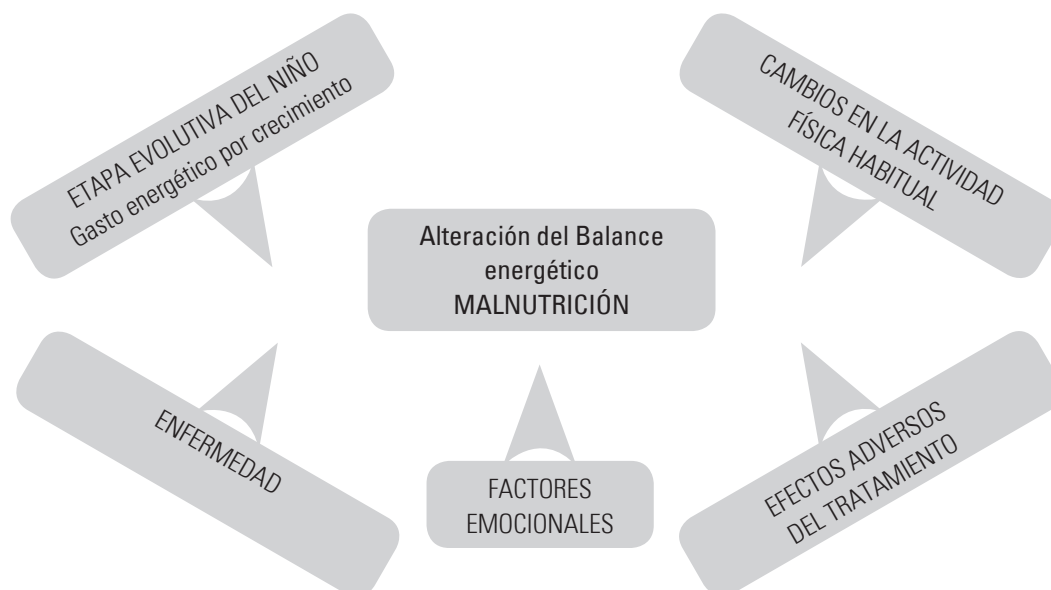 ETAPA EVOLUTIVA DEL NIÑO
Gasto energético por crecimiento
CAMBIOS EN LA ACTIVIDAD
FÍSICA HABITUAL
Alteración del Balance
energético
MALNUTRICIÓN
ENFERMEDAD
FACTORES
EMOCIONALES
EFECTOS ADVERSOS
DEL TRATAMIENTO